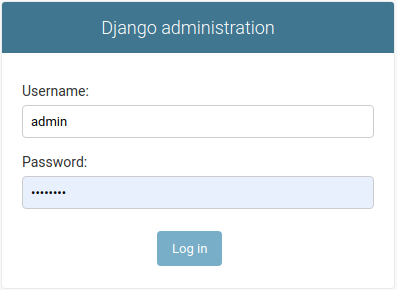 Django administration
Username:
admin
Password:
••••••••
Log in